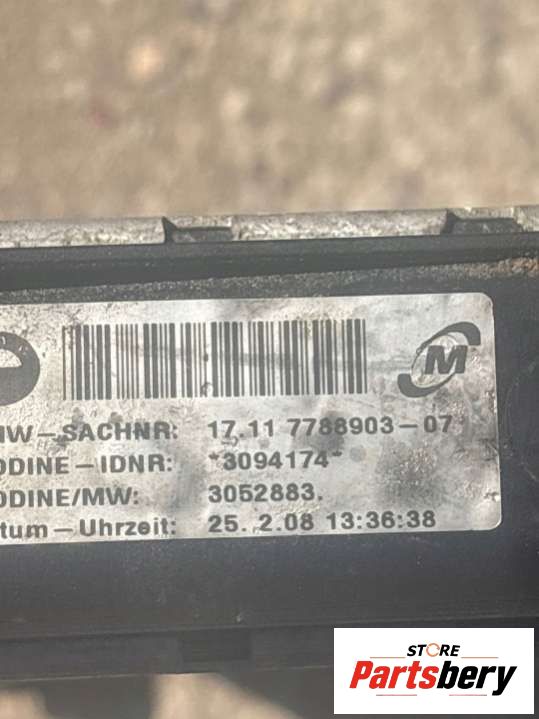 M
MW-SACHNR: 17.11 7788903-07
ODINE-IDNR: *3094174*
ODINE/MW: 3052883.
tum-Uhrzeit: 25. 2.08 13:36:38
STORE
Partsbery